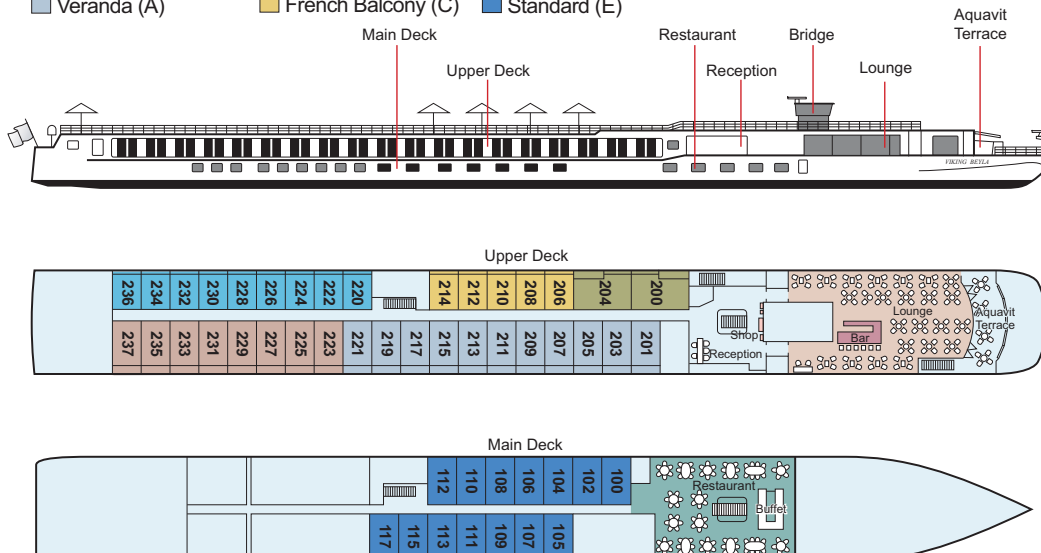 Veranda (A)
French Balcony (C)
Standard (E)
Main Deck
Restaurant
Bridge
Aquavit
Terrace
Upper Deck
Reception
Lounge
VIKING BEYLA
Upper Deck
236 234 232 230 228 226 224 222 220 214 212 210 208 206 204 200
Lounge
Aquavit
Terrace
Shop
Bar
Reception
237 235 233 231 229 227 225 223 221 219 217 215 213 211 209 207 205 203 201
Main Deck
112 110 108 106 104 102 100
Restaurant
Buffet
117 115 113 111 109 107 105